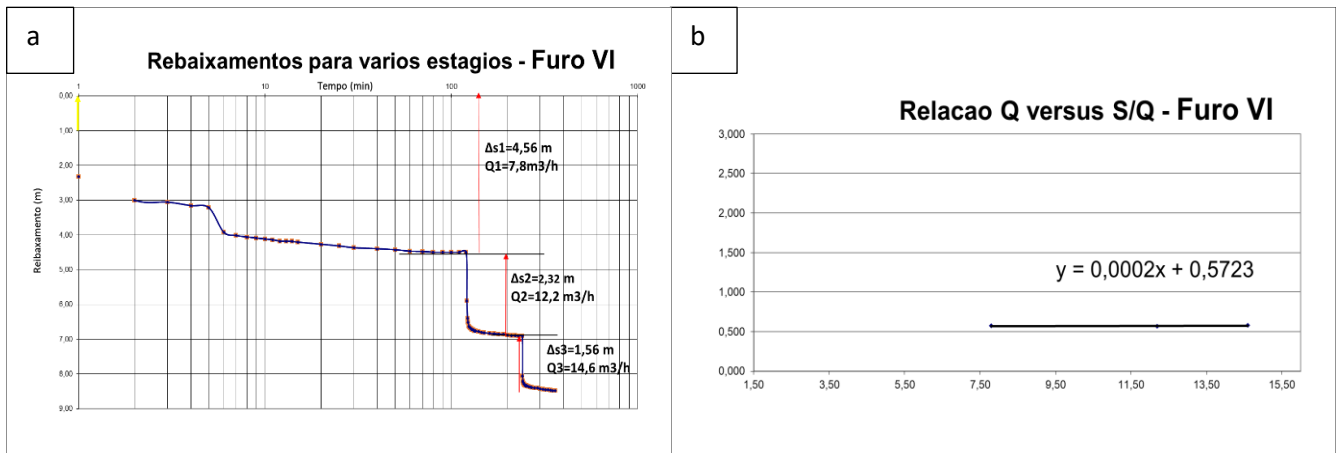 a
Rebaixamentos para varios estagios - Furo VI
Tempo (min)
1 10 100 1000
0,00
1,00
2,00
3,00
4,00
5,00
6,00
7,00
8,00
9,00
Reibaxamento (m)
Δs1=4,56 m
Q1=7,8m3/h
Δs2=2,32 m
Q2=12,2 m3/h
Δs3=1,56 m
Q3=14,6 m3/h
b
Relacao Q versus S/Q - Furo VI
3,000
2,500
2,000
1,500
1,000
0,500
0,000
y = 0,0002x + 0,5723
1,50 3,50 5,50 7,50 9,50 11,50 13,50 15,50